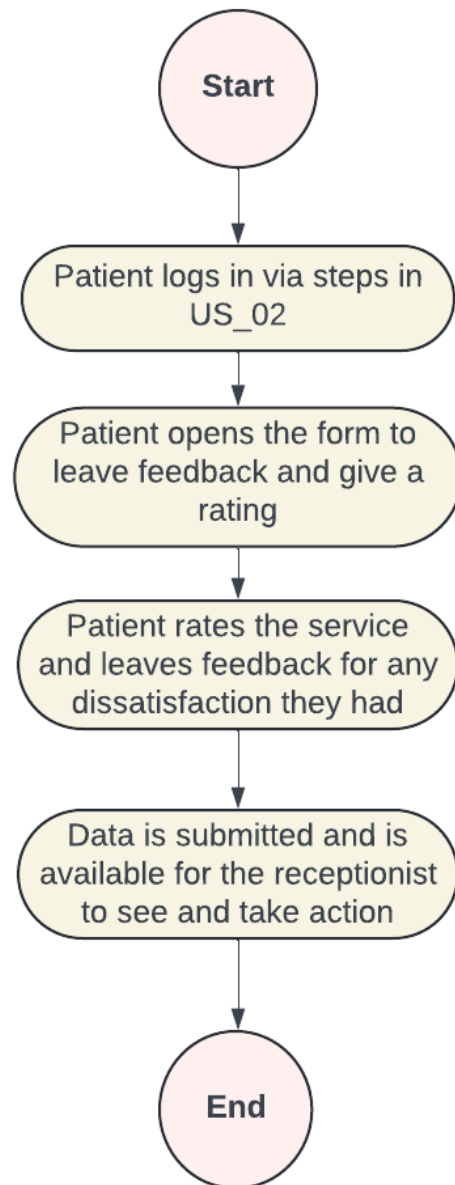 Start
Patient logs in via steps in
US_02
Patient opens the form to
leave feedback and give a
rating
Patient rates the service
and leaves feedback for any
dissatisfaction they had
Data is submitted and is
available for the receptionist
to see and take action
End